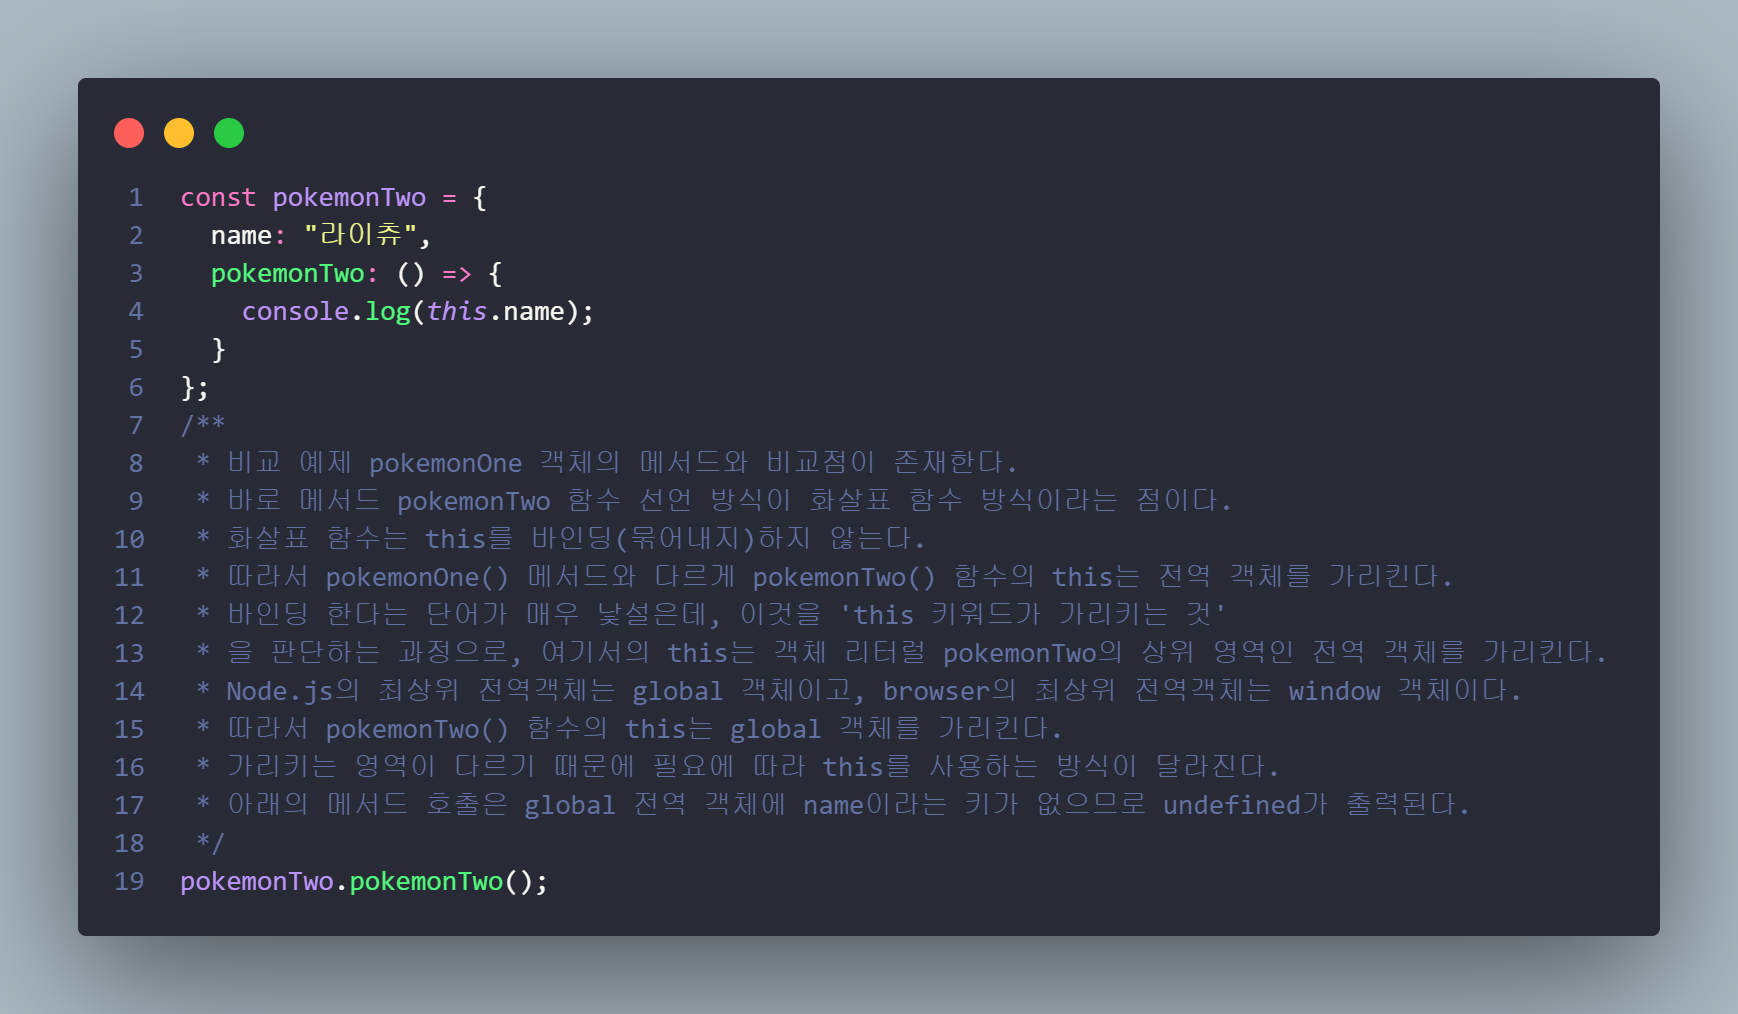 1 const pokemonTwo = {
2   name: "라이츄",
3   pokemonTwo: () => {
4     console.log(this.name);
5   }
6 };
7 /**
8  * 비교 예제 pokemonOne 객체의 메서드와 비교점이 존재한다.
9  * 바로 메서드 pokemonTwo 함수 선언 방식이 화살표 함수 방식이라는 점이다.
10  * 화살표 함수는 this를 바인딩(묶어내지)하지 않는다.
11  * 따라서 pokemonOne() 메서드와 다르게 pokemonTwo() 함수의 this는 전역 객체를 가리킨다.
12  * 바인딩 한다는 단어가 매우 낯설은데, 이것을 'this 키워드가 가리키는 것'
13  * 을 판단하는 과정으로, 여기서의 this는 객체 리터럴 pokemonTwo의 상위 영역인 전역 객체를 가리킨다.
14  * Node.js의 최상위 전역객체는 global 객체이고, browser의 최상위 전역객체는 window 객체이다.
15  * 따라서 pokemonTwo() 함수의 this는 global 객체를 가리킨다.
16  * 가리키는 영역이 다르기 때문에 필요에 따라 this를 사용하는 방식이 달라진다.
17  * 아래의 메서드 호출은 global 전역 객체에 name이라는 키가 없으므로 undefined가 출력된다.
18  */
19 pokemonTwo.pokemonTwo();